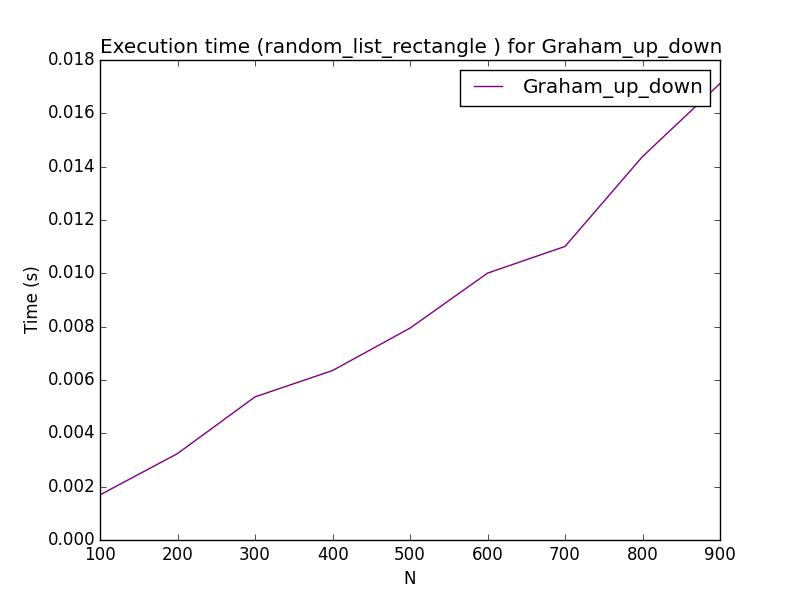 Execution time (random_list_rectangle ) for Graham_up_down
Graham_up_down
0.018
0.016
0.014
0.012
0.010
0.008
0.006
0.004
0.002
0.000
Time (s)
100 200 300 400 500 600 700 800 900
N